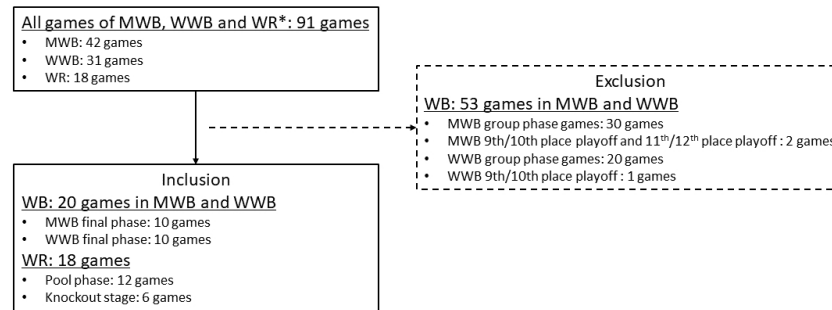 All games of MWB, WWB and WR*: 91 games
• MWB: 42 games
• WWB: 31 games
• WR: 18 games
Exclusion
WB: 53 games in MWB and WWB
• MWB group phase games: 30 games
• MWB 9th/10th place playoff and 11th/12th place playoff : 2 games
• WWB group phase games: 20 games
• WWB 9th/10th place playoff : 1 games
Inclusion
WB: 20 games in MWB and WWB
• MWB final phase: 10 games
• WWB final phase: 10 games
WR: 18 games
• Pool phase: 12 games
• Knockout stage: 6 games